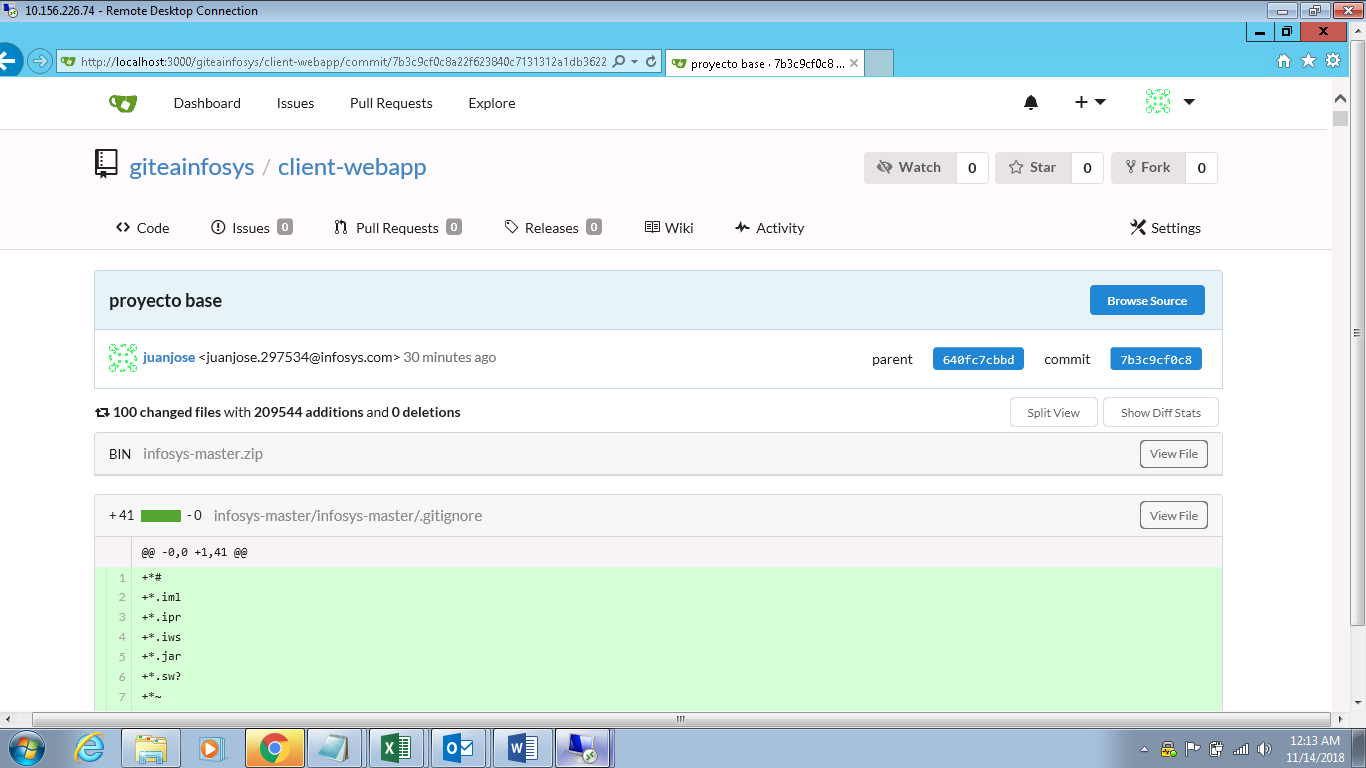 10.156.226.74 - Remote Desktop Connection
http://localhost:3000/giteainfosys/client-webapp/commit/7b3c9cf0c8a22f623840c7131312a1db3622
proyecto base · 7b3c9cf0c8 ...
Dashboard Issues Pull Requests Explore
giteainfosys / client-webapp
Watch 0 Star 0 Fork 0
Code Issues 0 Pull Requests 0 Releases 0 Wiki Activity Settings
proyecto base
Browse Source
juanjose <juanjose.297534@infosys.com> 30 minutes ago
parent 640fc7cbbd commit 7b3c9cf0c8
100 changed files with 209544 additions and 0 deletions
Split View Show Diff Stats
BIN infosys-master.zip View File
+ 41 - 0 infosys-master/infosys-master/.gitignore View File
@@ -0,0 +1,41 @@
1 +*#
2 +*.iml
3 +*.ipr
4 +*.iws
5 +*.jar
6 +*.sw?
7 +*~
12:13 AM
11/14/2018